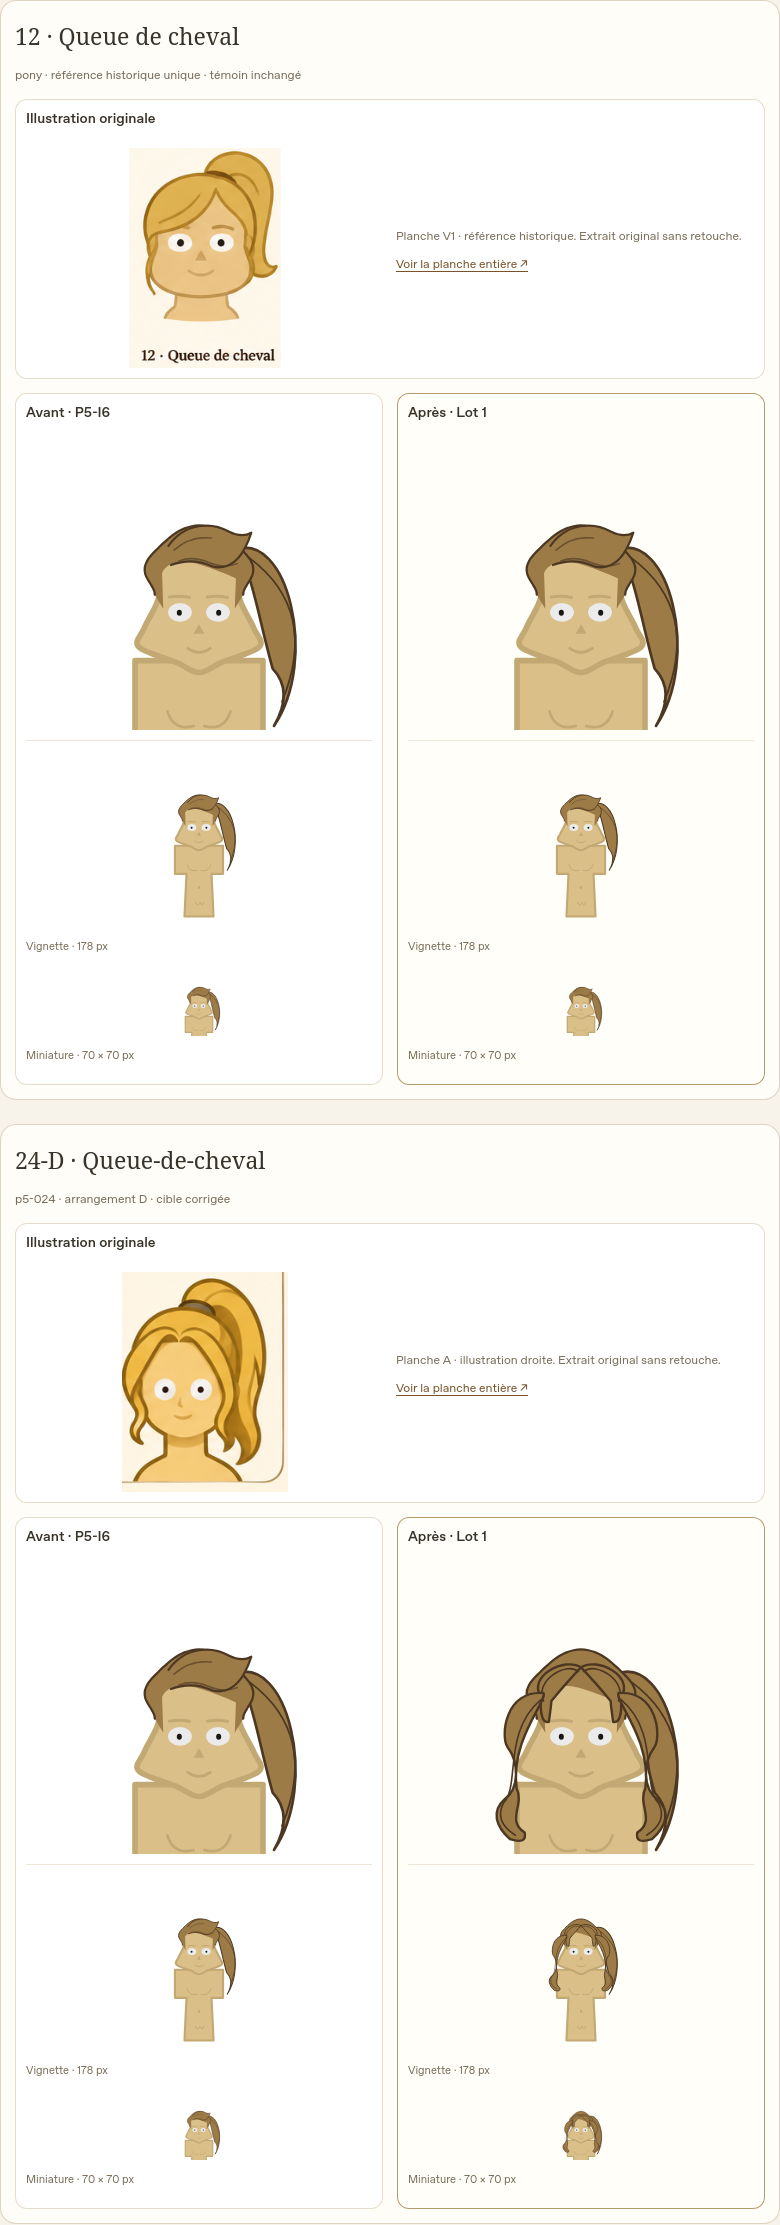 12 · Queue de cheval
pony · référence historique unique · témoin inchangé
Illustration originale
12 · Queue de cheval
Planche V1 · référence historique. Extrait original sans retouche.
Voir la planche entière ↗
Avant · P5-I6
Vignette · 178 px
Miniature · 70 × 70 px
Après · Lot 1
Vignette · 178 px
Miniature · 70 × 70 px
24-D · Queue-de-cheval
p5-024 · arrangement D · cible corrigée
Illustration originale
Planche A · illustration droite. Extrait original sans retouche.
Voir la planche entière ↗
Avant · P5-I6
Vignette · 178 px
Miniature · 70 × 70 px
Après · Lot 1
Vignette · 178 px
Miniature · 70 × 70 px